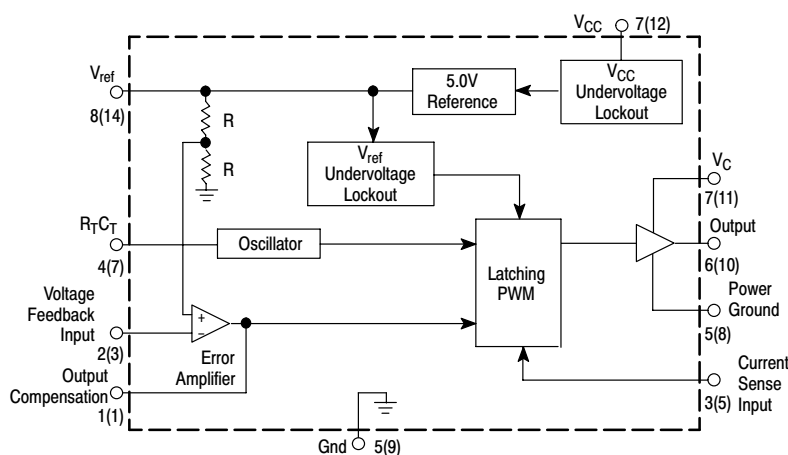 VCC
7(12)
Vref
8(14)
R
R
5.0V
Reference
VCC
Undervoltage
Lockout
Vref
Undervoltage
Lockout
VC
7(11)
RTCT
4(7)
Oscillator
Latching
PWM
Output
6(10)
Voltage
Feedback
Input
2(3)
+
−
Error
Amplifier
Power
Ground
5(8)
Output
Compensation
1(1)
Current
Sense
Input
3(5)
Gnd
5(9)